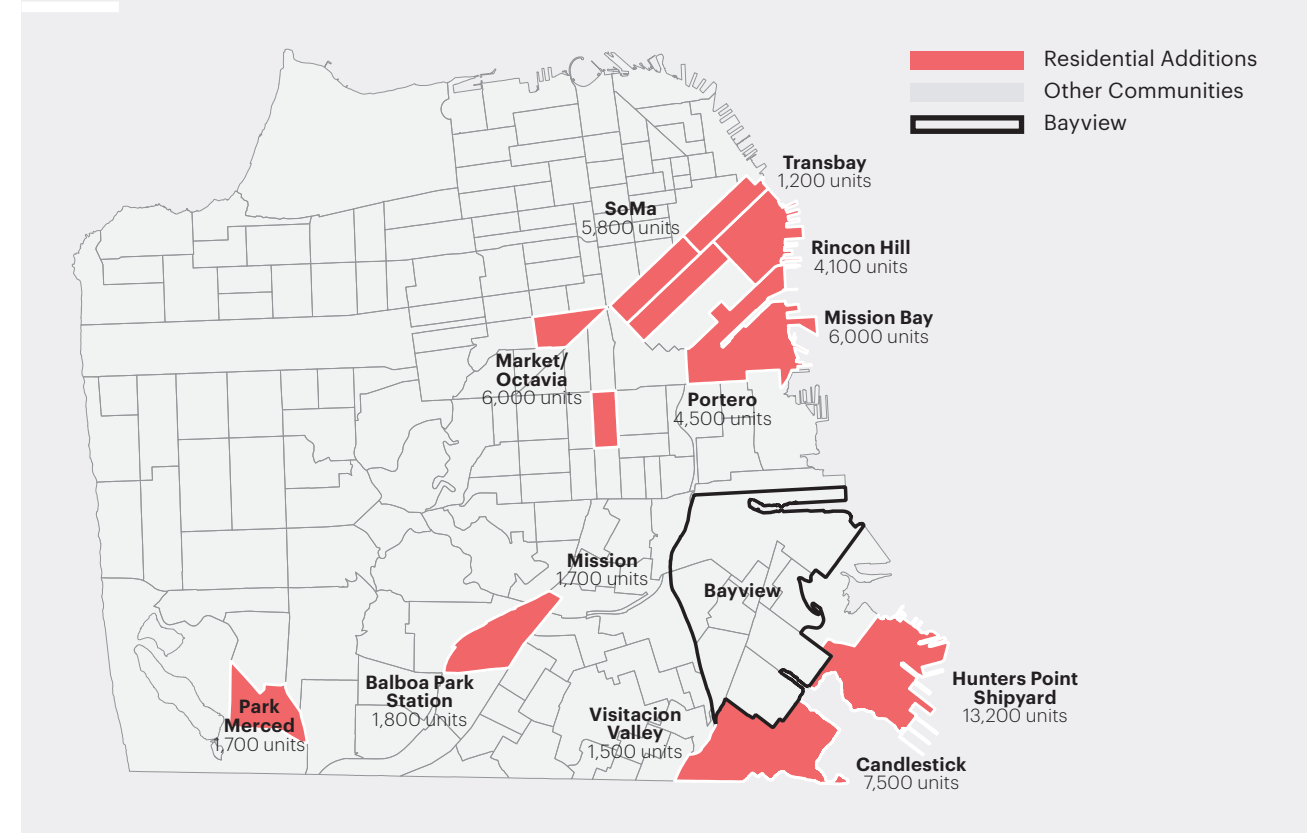 Residential Additions
Other Communities
Bayview
Transbay
1,200 units
SoMa
5,800 units
Rincon Hill
4,100 units
Mission Bay
6,000 units
Market/
Octavia
6,000 units
Portero
4,500 units
Mission
1,700 units
Bayview
Balboa Park
Station
1,800 units
Park
Merced
1,700 units
Visitacion
Valley
1,500 units
Hunters Point
Shipyard
13,200 units
Candlestick
7,500 units